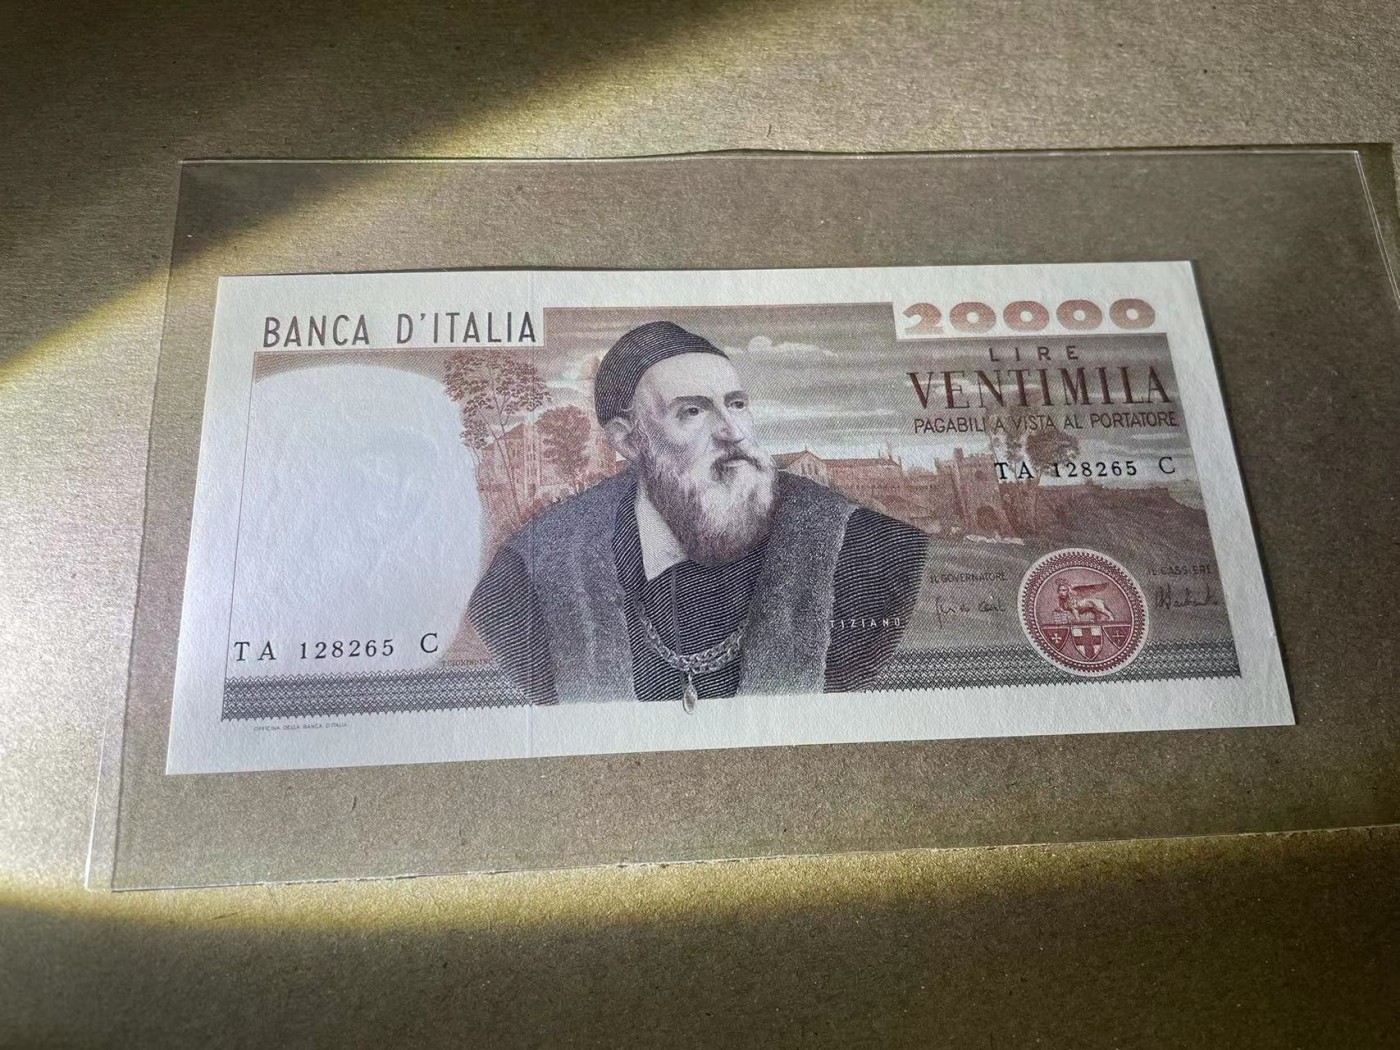 BANCA D'ITALIA
20000
LIRE
VENTIMILA
PAGABILI A VISTA AL PORTATORE
TA 128265 C
IL GOVERNATORE
IL CASSIERE
TIZIANO
TA 128265 C
OFFICINA DELLA BANCA D'ITALIA